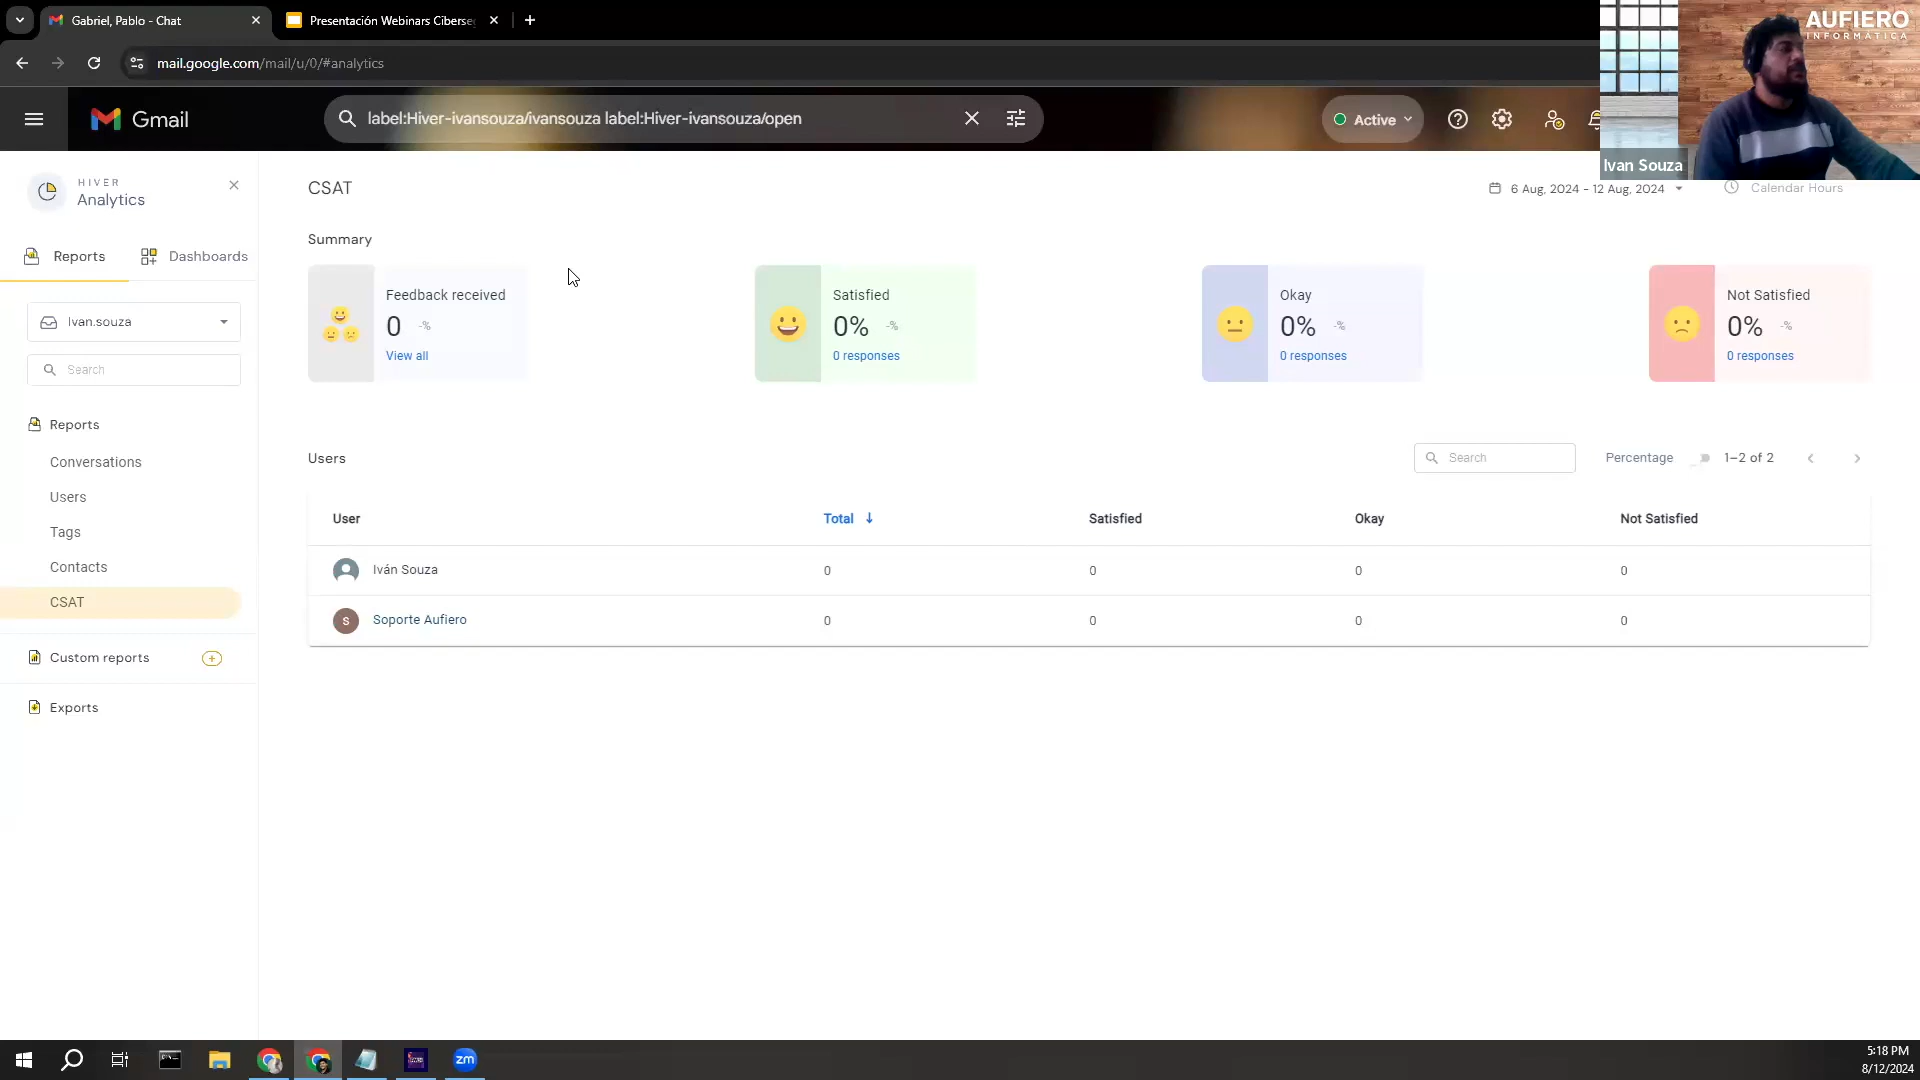 Gabriel, Pablo - Chat
Presentación Webinars Ciberse
mail.google.com/mail/u/0/#analytics
AUFIERO
INFORMÁTICA
Gmail
label:Hiver-ivansouza/ivansouza label:Hiver-ivansouza/open
Active
Ivan Souza
HIVER
Analytics
CSAT
6 Aug, 2024 - 12 Aug, 2024
Calendar Hours
Reports
Dashboards
Summary
Ivan.souza
Search
Feedback received
0 -%
View all
Satisfied
0% -%
0 responses
Okay
0% -%
0 responses
Not Satisfied
0% -%
0 responses
Reports
Conversations
Users
Tags
Contacts
CSAT
Custom reports
Exports
Users
Search
Percentage
1–2 of 2
User Total Satisfied Okay Not Satisfied
Iván Souza 0 0 0 0
S Soporte Aufiero 0 0 0 0
zm
5:18 PM
8/12/2024